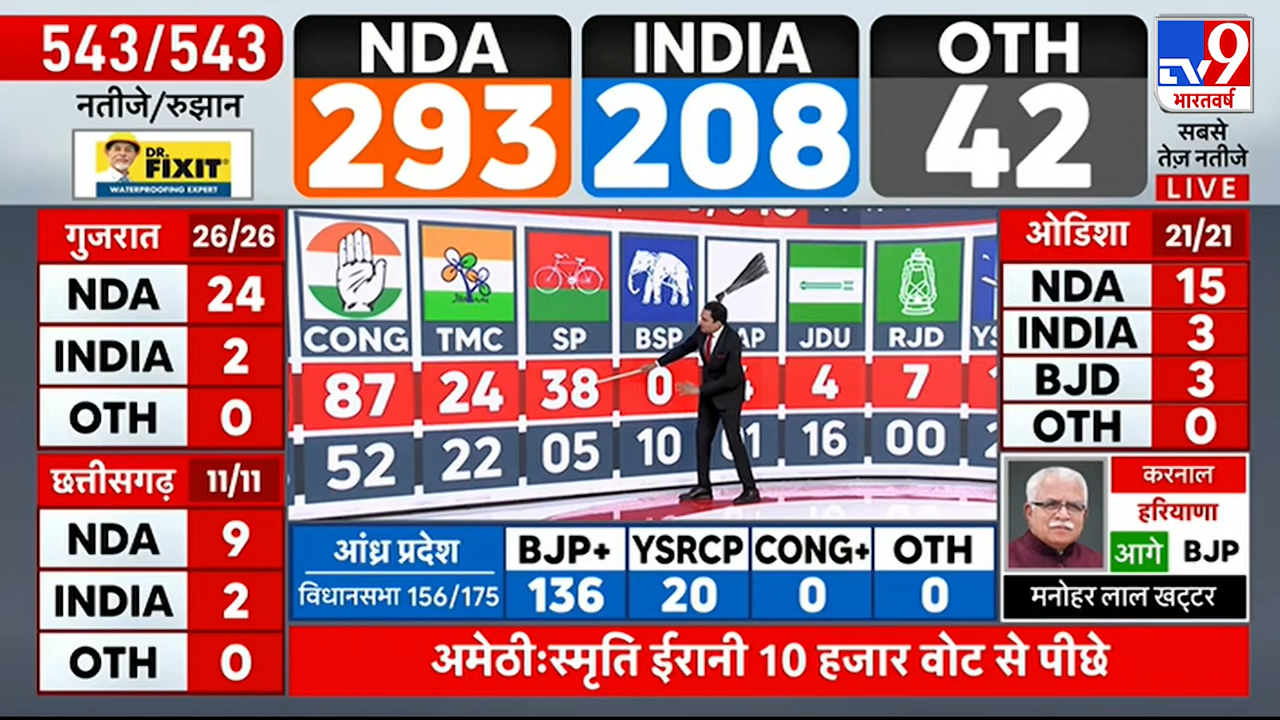 543/543
नतीजे/रुझान
DR.
FIXIT
WATERPROOFING EXPERT
NDA
293
INDIA
208
OTH
42
TV9
भारतवर्ष
सबसे
तेज़ नतीजे
LIVE
गुजरात 26/26
NDA 24
INDIA 2
OTH 0
छत्तीसगढ़ 11/11
NDA 9
INDIA 2
OTH 0
CONG TMC SP BSP JDU RJD
87 24 38 0 4 7
52 22 05 10 01 16 00
आंध्र प्रदेश BJP+ YSRCP CONG+ OTH
विधानसभा 156/175 136 20 0 0
ओडिशा 21/21
NDA 15
INDIA 3
BJD 3
OTH 0
करनाल
हरियाणा
आगे BJP
मनोहर लाल खट्टर
अमेठीःस्मृति ईरानी 10 हजार वोट से पीछे